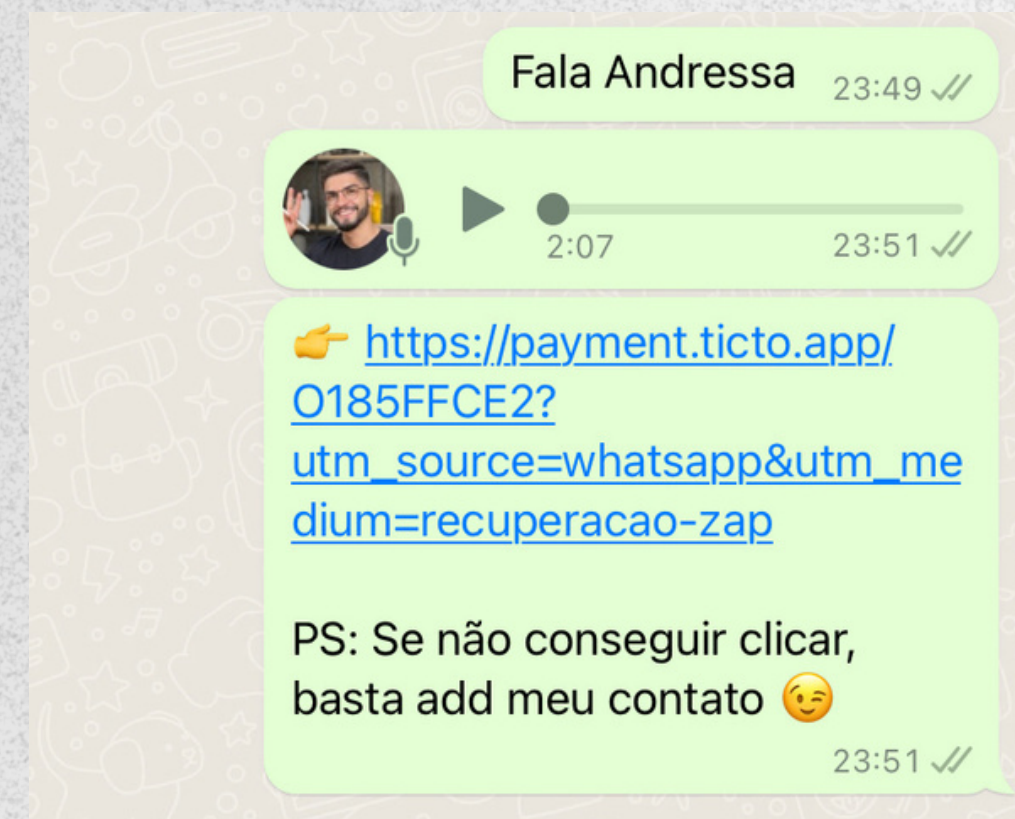 Fala Andressa 23:49
2:07 23:51
👉 https://payment.ticto.app/
O185FFCE2?
utm_source=whatsapp&utm_me
dium=recuperacao-zap
PS: Se não conseguir clicar,
basta add meu contato 😉
23:51